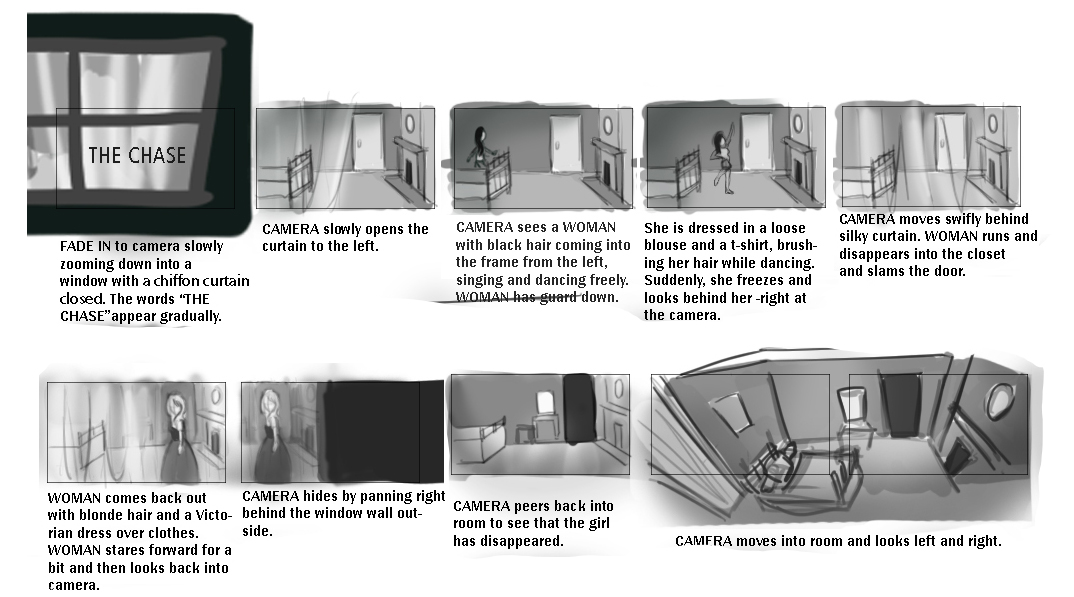 THE CHASE
FADE IN to camera slowly
zooming down into a
window with a chiffon curtain
closed. The words “THE
CHASE”appear gradually.
CAMERA slowly opens the
curtain to the left.
CAMERA sees a WOMAN
with black hair coming into
the frame from the left,
singing and dancing freely.
WOMAN has guard down.
She is dressed in a loose
blouse and a t-shirt, brush-
ing her hair while dancing.
Suddenly, she freezes and
looks behind her -right at
the camera.
CAMERA moves swifly behind
silky curtain. WOMAN runs and
disappears into the closet
and slams the door.
WOMAN comes back out
with blonde hair and a Victo-
rian dress over clothes.
WOMAN stares forward for a
bit and then looks back into
camera.
CAMERA hides by panning right
behind the window wall out-
side.
CAMERA peers back into
room to see that the girl
has disappeared.
CAMERA moves into room and looks left and right.